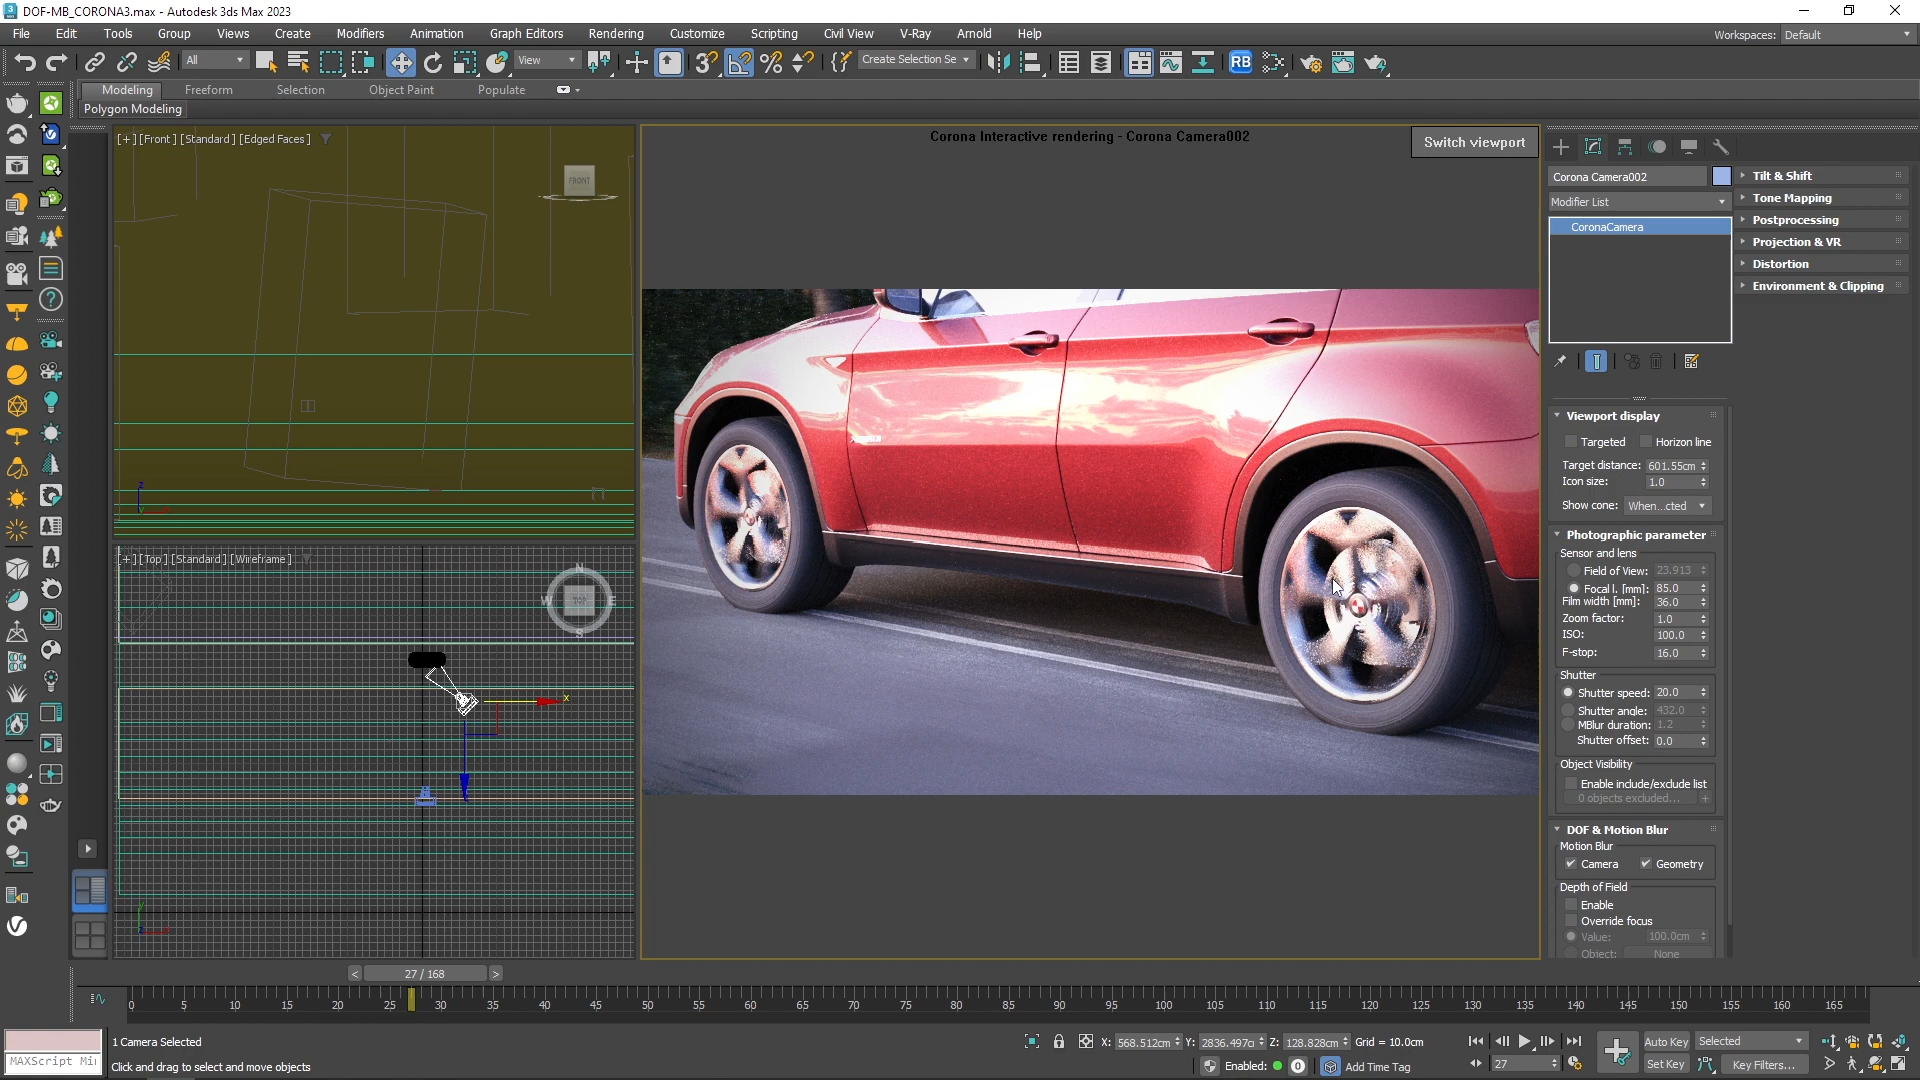 DOF-MB_CORONA3.max - Autodesk 3ds Max 2023
File Edit Tools Group Views Create Modifiers Animation Graph Editors Rendering Customize Scripting Civil View V-Ray Arnold Help
Workspaces: Default
All View Create Selection Se RB
Modeling Freeform Selection Object Paint Populate
Polygon Modeling
[+] [Front ] [Standard ] [Edged Faces ]
FRONT
Corona Interactive rendering - Corona Camera002
Switch viewport
Corona Camera002
Modifier List
CoronaCamera
Tilt & Shift
Tone Mapping
Postprocessing
Projection & VR
Distortion
Environment & Clipping
Viewport display
Targeted Horizon line
Target distance: 601.55cm
Icon size: 1.0
Show cone: When...cted
Photographic parameter
Sensor and lens
Field of View: 23.913
Focal l. [mm]: 85.0
Film width [mm]: 36.0
Zoom factor: 1.0
ISO: 100.0
F-stop: 16.0
Shutter
Shutter speed: 20.0
Shutter angle: 432.0
MBlur duration: 1.2
Shutter offset: 0.0
Object Visibility
Enable include/exclude list
0 objects excluded... +
DOF & Motion Blur
Motion Blur
Camera Geometry
Depth of Field
Enable
Override focus
Value: 100.0cm
Object: None
[+] [Top ] [Standard ] [Wireframe ]
N
W TOP E
S
x
z
y
< 27 / 168 >
0 5 10 15 20 25 30 35 40 45 50 55 60 65 70 75 80 85 90 95 100 105 110 115 120 125 130 135 140 145 150 155 160 165
1 Camera Selected
MAXScript Mi
Click and drag to select and move objects
X: 568.512cm Y: 2836.497c Z: 128.828cm Grid = 10.0cm
Enabled: 0 Add Time Tag
27
Auto Key Selected
Set Key Key Filters...